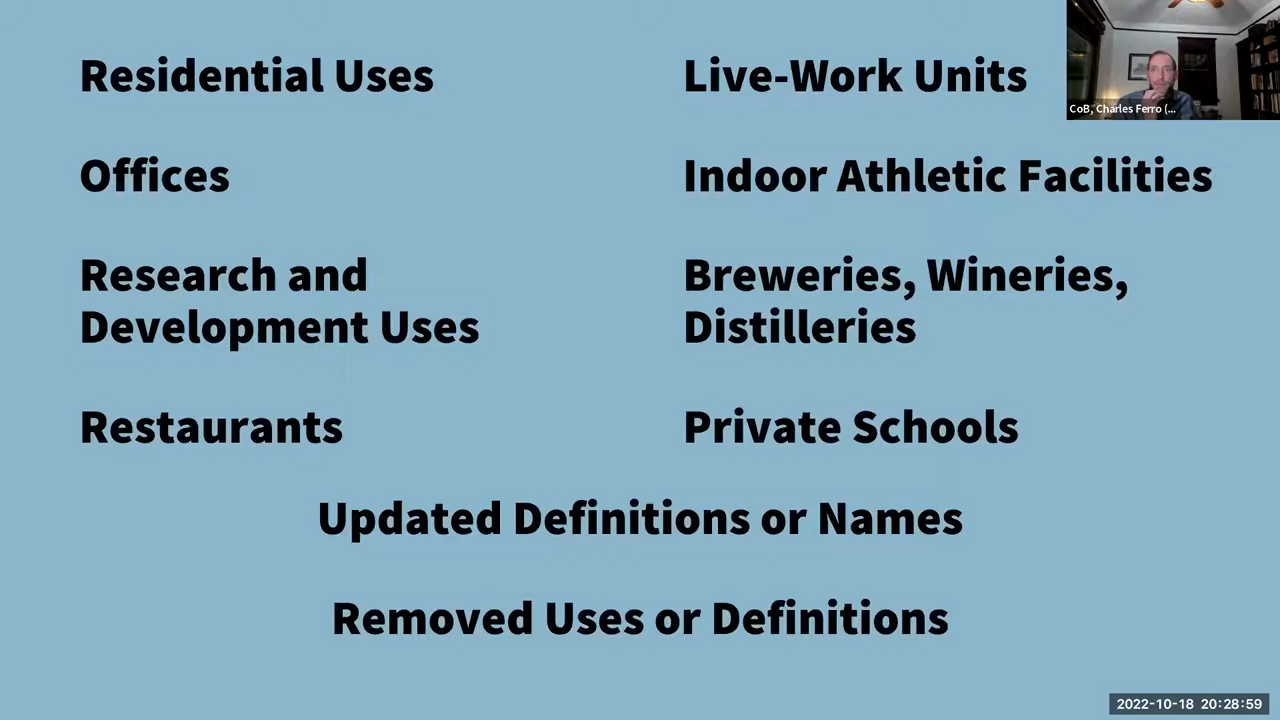 Residential Uses
Live-Work Units
CoB, Charles Ferro (...
Offices
Indoor Athletic Facilities
Research and
Development Uses
Breweries, Wineries,
Distilleries
Restaurants
Private Schools
Updated Definitions or Names
Removed Uses or Definitions
2022-10-18 20:28:59